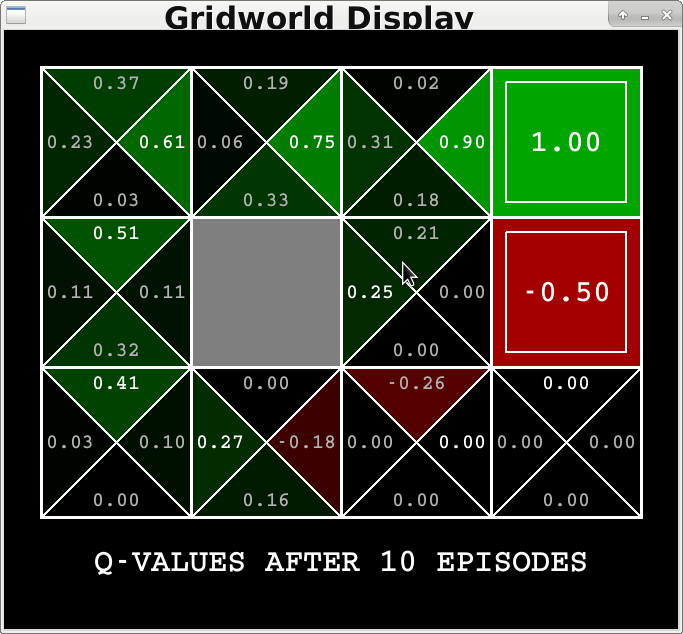 Gridworld Display
0.37 0.19 0.02
0.23 0.61 0.06 0.75 0.31 0.90 1.00
0.03 0.33 0.18
0.51 0.21
0.11 0.11 0.25 0.00 -0.50
0.32 0.00
0.41 0.00 -0.26 0.00
0.03 0.10 0.27 -0.18 0.00 0.00 0.00 0.00
0.00 0.16 0.00 0.00
Q-VALUES AFTER 10 EPISODES